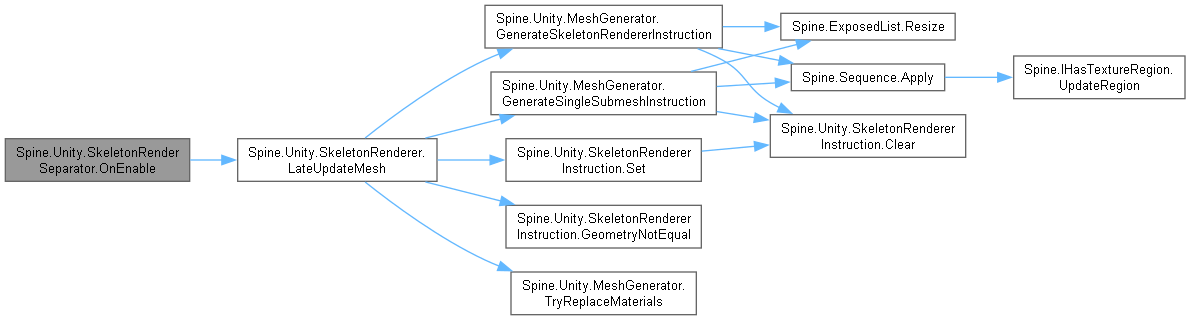 Spine.Unity.SkeletonRender
Separator.OnEnable
Spine.Unity.SkeletonRenderer.
LateUpdateMesh
Spine.Unity.MeshGenerator.
GenerateSkeletonRendererInstruction
Spine.Unity.MeshGenerator.
GenerateSingleSubmeshInstruction
Spine.Unity.SkeletonRenderer
Instruction.Set
Spine.Unity.SkeletonRenderer
Instruction.GeometryNotEqual
Spine.Unity.MeshGenerator.
TryReplaceMaterials
Spine.ExposedList.Resize
Spine.Sequence.Apply
Spine.Unity.SkeletonRenderer
Instruction.Clear
Spine.IHasTextureRegion.
UpdateRegion